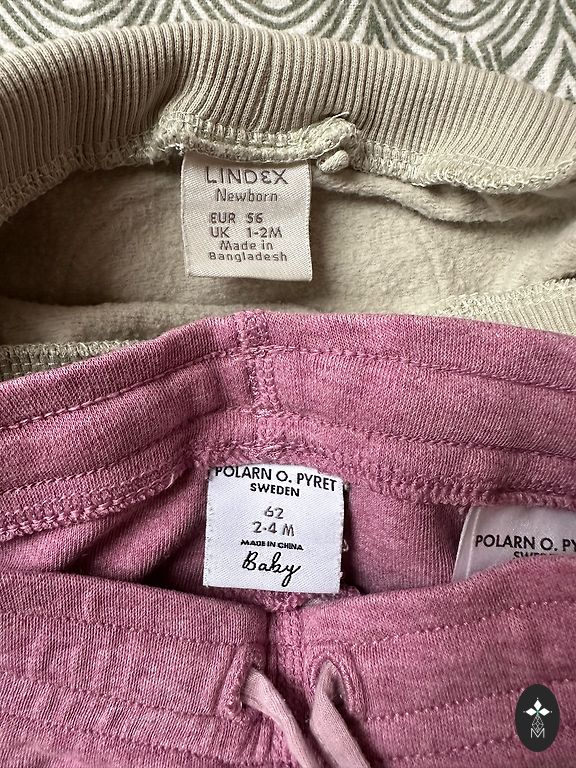 LINDEX
Newborn
EUR 56
UK 1-2M
Made in
Bangladesh
POLARN O. PYRET
SWEDEN
62
2-4 M
MADE IN CHINA
Baby
POLARN O. PY
SWE
M